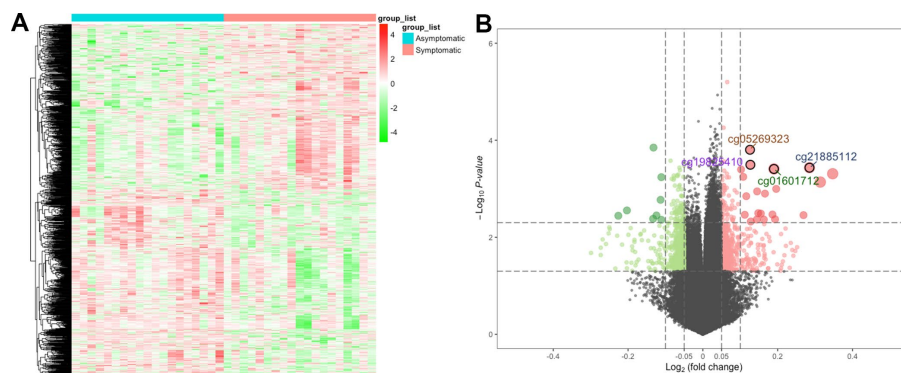 A
group_list
group_list
Asymptomatic
Symptomatic
4
2
0
-2
-4
B
6
4
2
0
− Log10 P-value
cg05269323
cg21885112
cg01601712
-0.4
-0.2
-0.05
0
0.05
0.2
0.4
Log2 (fold change)